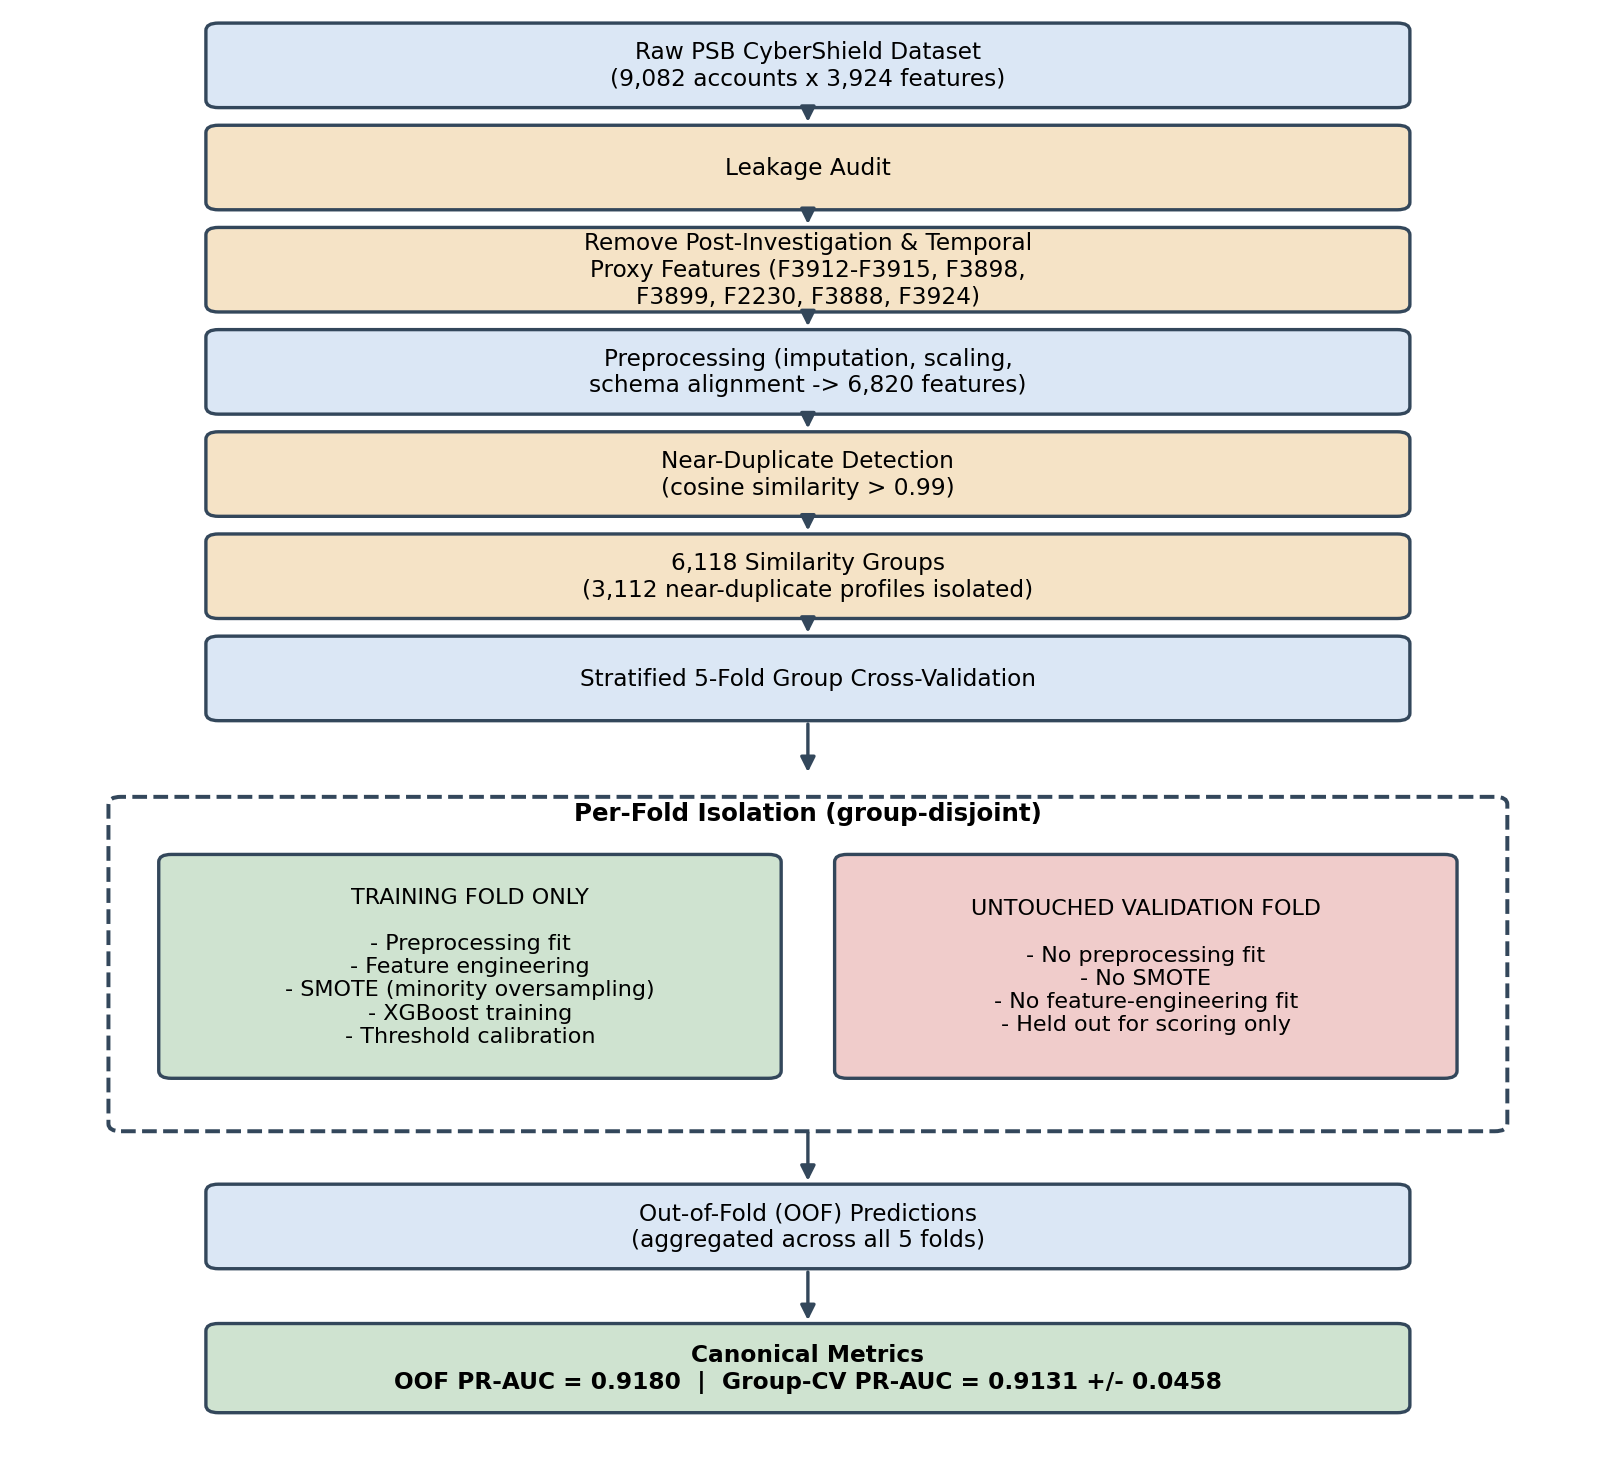 Raw PSB CyberShield Dataset
(9,082 accounts x 3,924 features)
Leakage Audit
Remove Post-Investigation & Temporal
Proxy Features (F3912-F3915, F3898,
F3899, F2230, F3888, F3924)
Preprocessing (imputation, scaling,
schema alignment -> 6,820 features)
Near-Duplicate Detection
(cosine similarity > 0.99)
6,118 Similarity Groups
(3,112 near-duplicate profiles isolated)
Stratified 5-Fold Group Cross-Validation
Per-Fold Isolation (group-disjoint)
TRAINING FOLD ONLY
- Preprocessing fit
- Feature engineering
- SMOTE (minority oversampling)
- XGBoost training
- Threshold calibration
UNTOUCHED VALIDATION FOLD
- No preprocessing fit
- No SMOTE
- No feature-engineering fit
- Held out for scoring only
Out-of-Fold (OOF) Predictions
(aggregated across all 5 folds)
Canonical Metrics
OOF PR-AUC = 0.9180 | Group-CV PR-AUC = 0.9131 +/- 0.0458